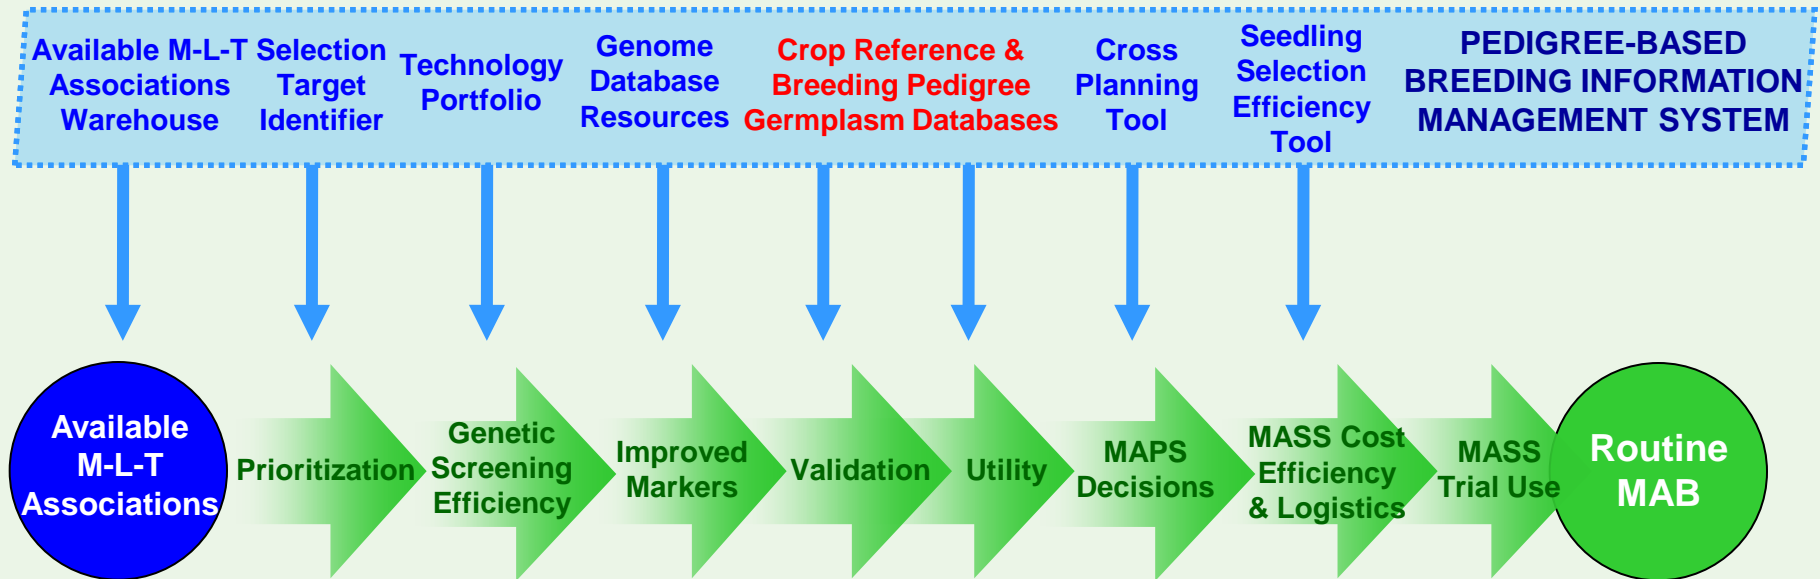 Available M-L-T
Associations
Warehouse
Selection
Target
Identifier
Technology
Portfolio
Genome
Database
Resources
Crop Reference &
Breeding Pedigree
Germplasm Databases
Cross
Planning
Tool
Seedling
Selection
Efficiency
Tool
PEDIGREE-BASED
BREEDING INFORMATION
MANAGEMENT SYSTEM
Available
M-L-T
Associations
Prioritization
Genetic
Screening
Efficiency
Improved
Markers
Validation
Utility
MAPS
Decisions
MASS Cost
Efficiency
& Logistics
MASS
Trial Use
Routine
MAB